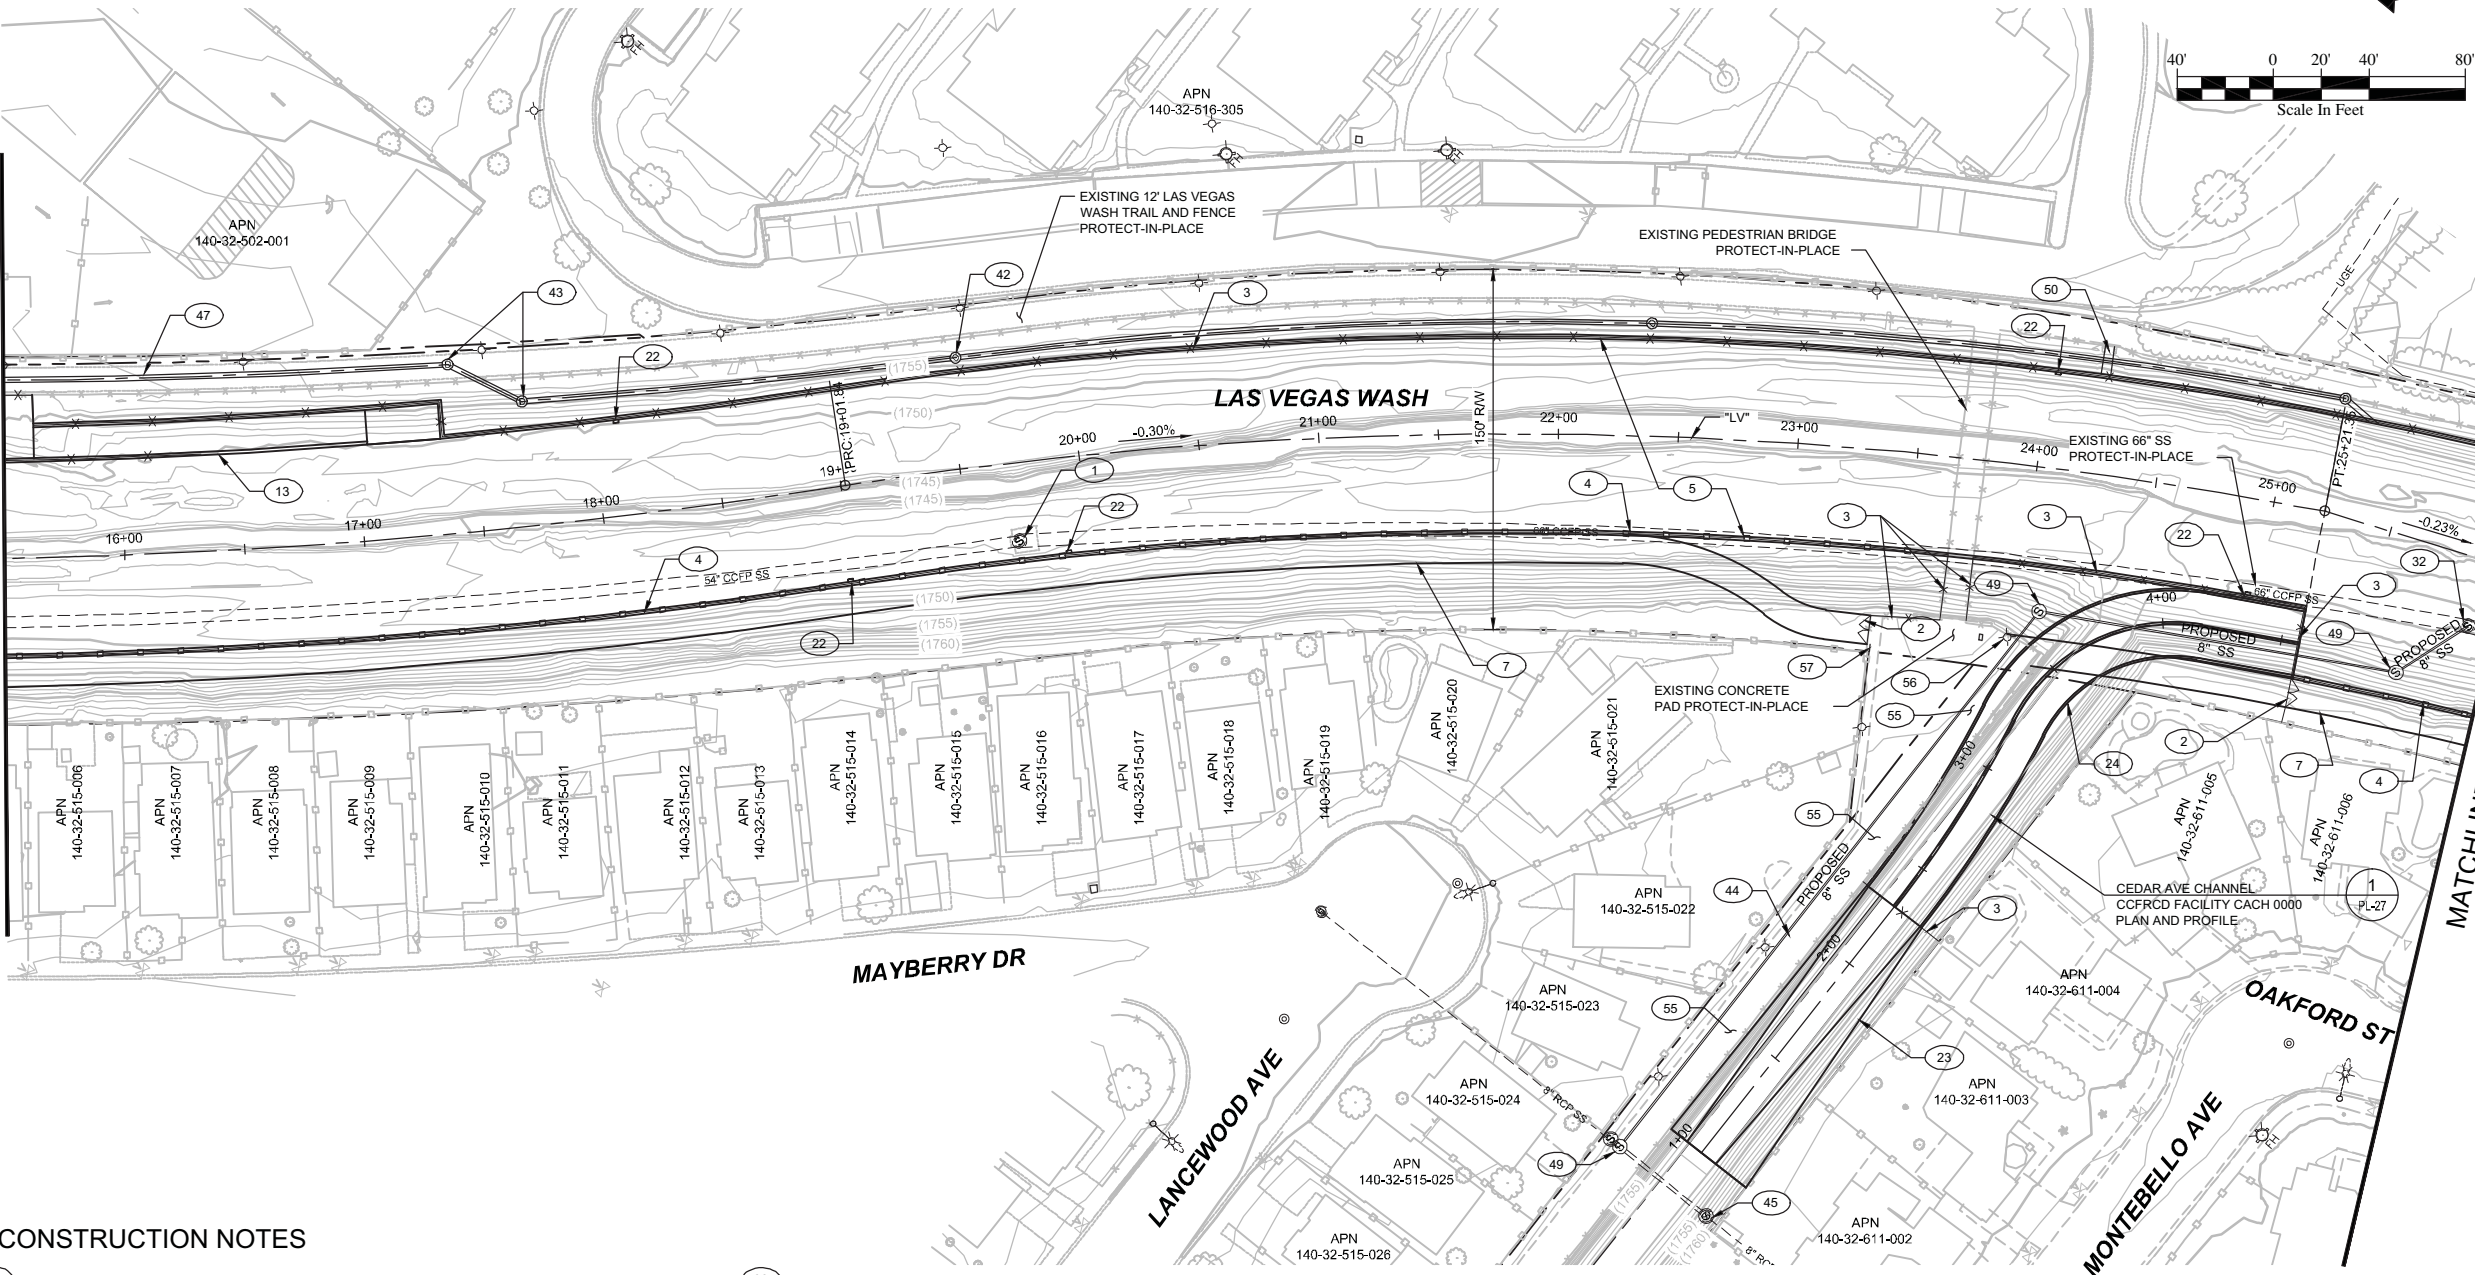 40'
0
20'
40'
80'
Scale In Feet
FH
APN
140-32-516-305
FH
FH
APN
140-32-502-001
EXISTING 12' LAS VEGAS
WASH TRAIL AND FENCE
PROTECT-IN-PLACE
EXISTING PEDESTRIAN BRIDGE
PROTECT-IN-PLACE
UGE
47
43
42
3
50
22
22
(1755)
(1750)
LAS VEGAS WASH
150' R/W
"LV"
PRC:19+01.81
PT:25+21.35
16+00
17+00
18+00
19+
20+00
-0.30%
21+00
22+00
23+00
24+00
25+00
-0.23%
EXISTING 66" SS
PROTECT-IN-PLACE
13
1
(1745)
(1745)
22
4
5
3
3
22
32
4
54" CCFP SS
66" CCFP SS
66" CCFP SS
49
3
4+00
22
(1750)
(1755)
(1760)
7
2
57
56
PROPOSED
8" SS
49
PROPOSED
8" SS
EXISTING CONCRETE
PAD PROTECT-IN-PLACE
55
55
3+00
24
2
7
4
APN
140-32-515-006
APN
140-32-515-007
APN
140-32-515-008
APN
140-32-515-009
APN
140-32-515-010
APN
140-32-515-011
APN
140-32-515-012
APN
140-32-515-013
APN
140-32-515-014
APN
140-32-515-015
APN
140-32-515-016
APN
140-32-515-017
APN
140-32-515-018
APN
140-32-515-019
APN
140-32-515-020
APN
140-32-515-021
APN
140-32-611-005
APN
140-32-611-006
PROPOSED
8" SS
44
APN
140-32-515-022
3
CEDAR AVE CHANNEL
CCFRCD FACILITY CACH 0000
PLAN AND PROFILE
1
PL-27
2+00
MAYBERRY DR
APN
140-32-515-023
APN
140-32-611-004
OAKFORD ST
55
23
APN
140-32-515-024
8" RCP SS
APN
140-32-611-003
LANCEWOOD AVE
1+00
49
APN
140-32-515-025
FH
MONTEBELLO AVE
(1755)
45
CONSTRUCTION NOTES
APN
140-32-515-026
(1755)
(1760)
APN
140-32-611-002